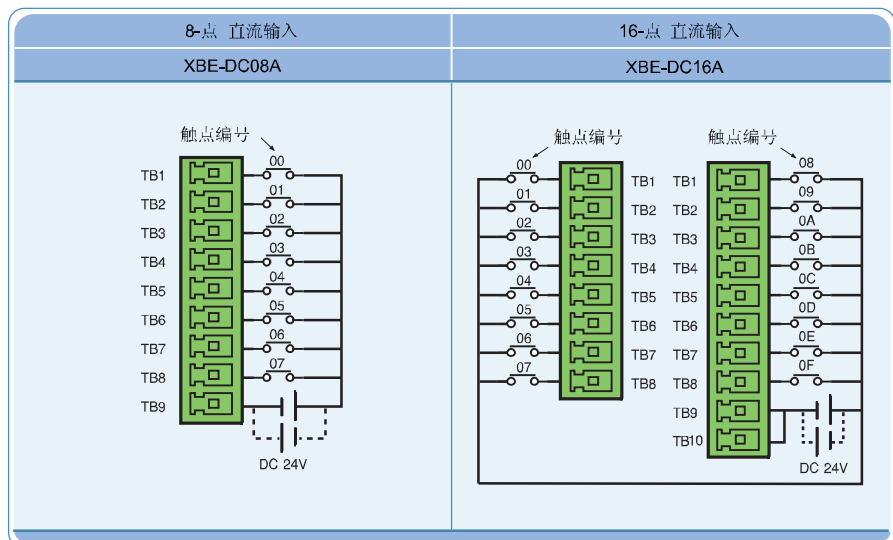 8-点 直流输入
16-点 直流输入
XBE-DC08A
XBE-DC16A
触点编号
TB1 00
TB2 01
TB3 02
TB4 03
TB5 04
TB6 05
TB7 06
TB8 07
TB9
DC 24V
触点编号
00 TB1
01 TB2
02 TB3
03 TB4
04 TB5
05 TB6
06 TB7
07 TB8
触点编号
TB1 08
TB2 09
TB3 0A
TB4 0B
TB5 0C
TB6 0D
TB7 0E
TB8 0F
TB9
TB10
DC 24V